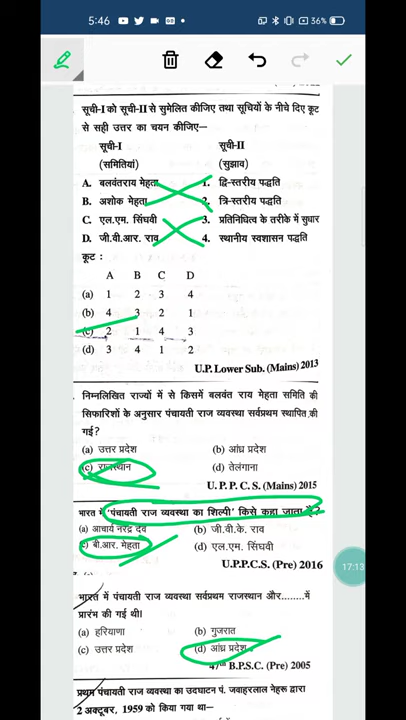 5:46
36%
सूची-I को सूची-II से सुमेलित कीजिए तथा सूचियों के नीचे दिए कूट
से सही उत्तर का चयन कीजिए—
सूची-I सूची-II
(समितियां) (सुझाव)
A. बलवंतराय मेहता 1. द्वि-स्तरीय पद्धति
B. अशोक मेहता 2. त्रि-स्तरीय पद्धति
C. एल.एम. सिंघवी 3. प्रतिनिधित्व के तरीके में सुधार
D. जी.वी.आर. राव 4. स्थानीय स्वशासन पद्धति
कूट :
A B C D
(a) 1 2 3 4
(b) 4 3 2 1
(c) 2 1 4 3
(d) 3 4 1 2
U.P. Lower Sub. (Mains) 2013
निम्नलिखित राज्यों में से किसमें बलवंत राय मेहता समिति की
सिफारिशों के अनुसार पंचायती राज व्यवस्था सर्वप्रथम स्थापित की
गई?
(a) उत्तर प्रदेश (b) आंध्र प्रदेश
(c) राजस्थान (d) तेलंगाना
U. P. P. C. S. (Mains) 2015
भारत में 'पंचायती राज व्यवस्था का शिल्पी' किसे कहा जाता है?
(a) आचार्य नरेंद्र देव (b) जी.वी.के. राव
बी.आर. मेहता (d) एल.एम. सिंघवी
U.P.P.C.S. (Pre) 2016
17:13
भारत में पंचायती राज व्यवस्था सर्वप्रथम राजस्थान और........में
प्रारंभ की गई थी।
(a) हरियाणा (b) गुजरात
(c) उत्तर प्रदेश (d) आंध्र प्रदेश
47th B.P.S.C. (Pre) 2005
प्रथम पंचायती राज व्यवस्था का उदघाटन पं. जवाहरलाल नेहरू द्वारा
2 अक्टूबर, 1959 को किया गया था—